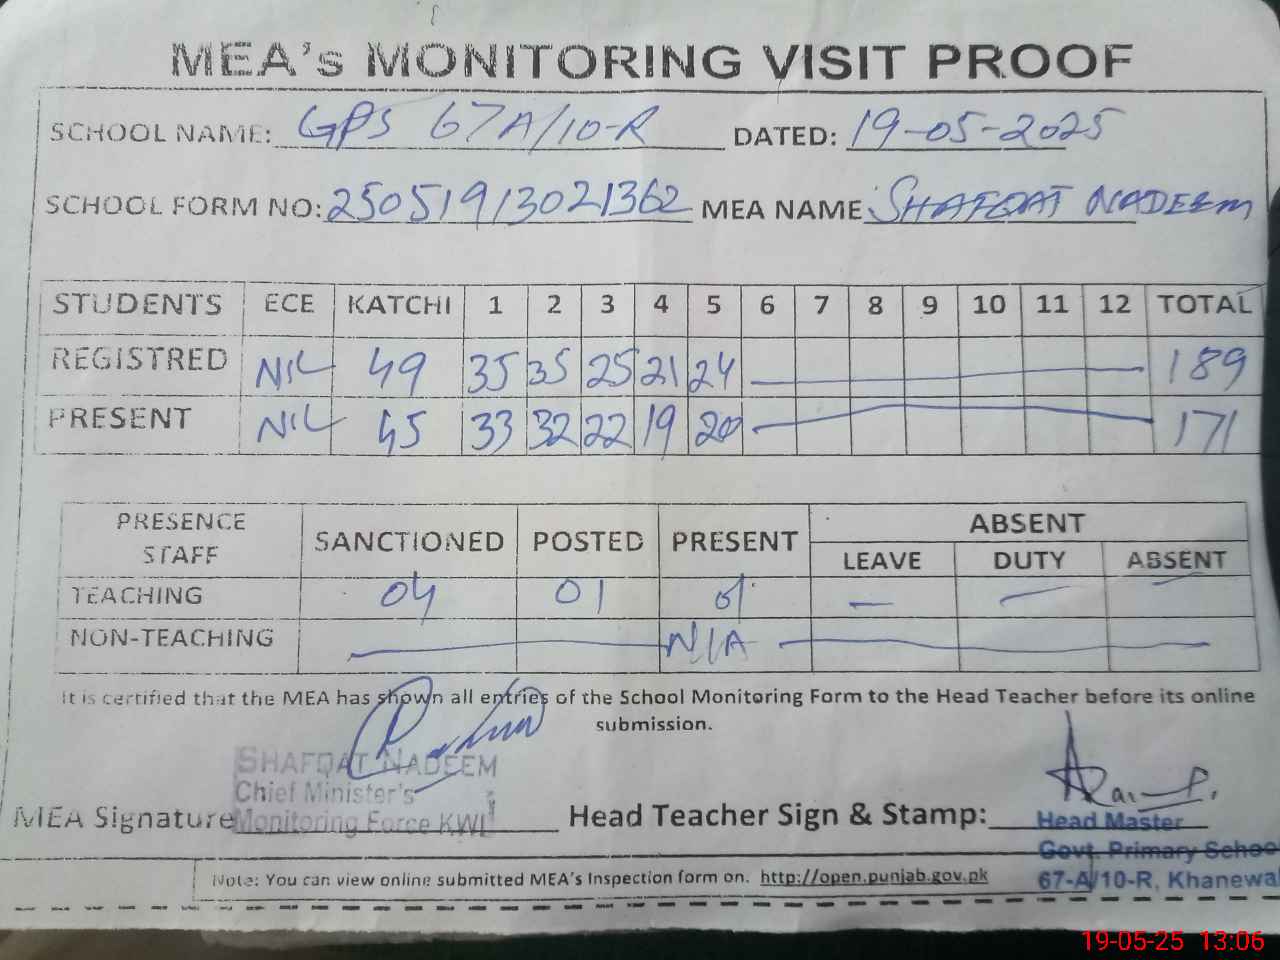 MEA's MONITORING VISIT PROOF
SCHOOL NAME: GPS 67A/10-R DATED: 19-05-2025
SCHOOL FORM NO: 25051913021362 MEA NAME SHAFQAT NADEEM
STUDENTS ECE KATCHI 1 2 3 4 5 6 7 8 9 10 11 12 TOTAL
REGISTRED NIL 49 35 35 25 21 24 189
PRESENT NIL 45 33 32 22 19 20 171
PRESENCE STAFF SANCTIONED POSTED PRESENT ABSENT
LEAVE DUTY ABSENT
TEACHING 04 01 01 — — —
NON-TEACHING N/A
It is certified that the MEA has shown all entries of the School Monitoring Form to the Head Teacher before its online
submission.
SHAFQAT NADEEM
Chief Minister's
MEA Signature Monitoring Force KWL Head Teacher Sign & Stamp:
Head Master
Govt. Primary Schoo
67-A/10-R, Khanewal
Note: You can view online submitted MEA's Inspection form on. http://open.punjab.gov.pk
19-05-25 13:06